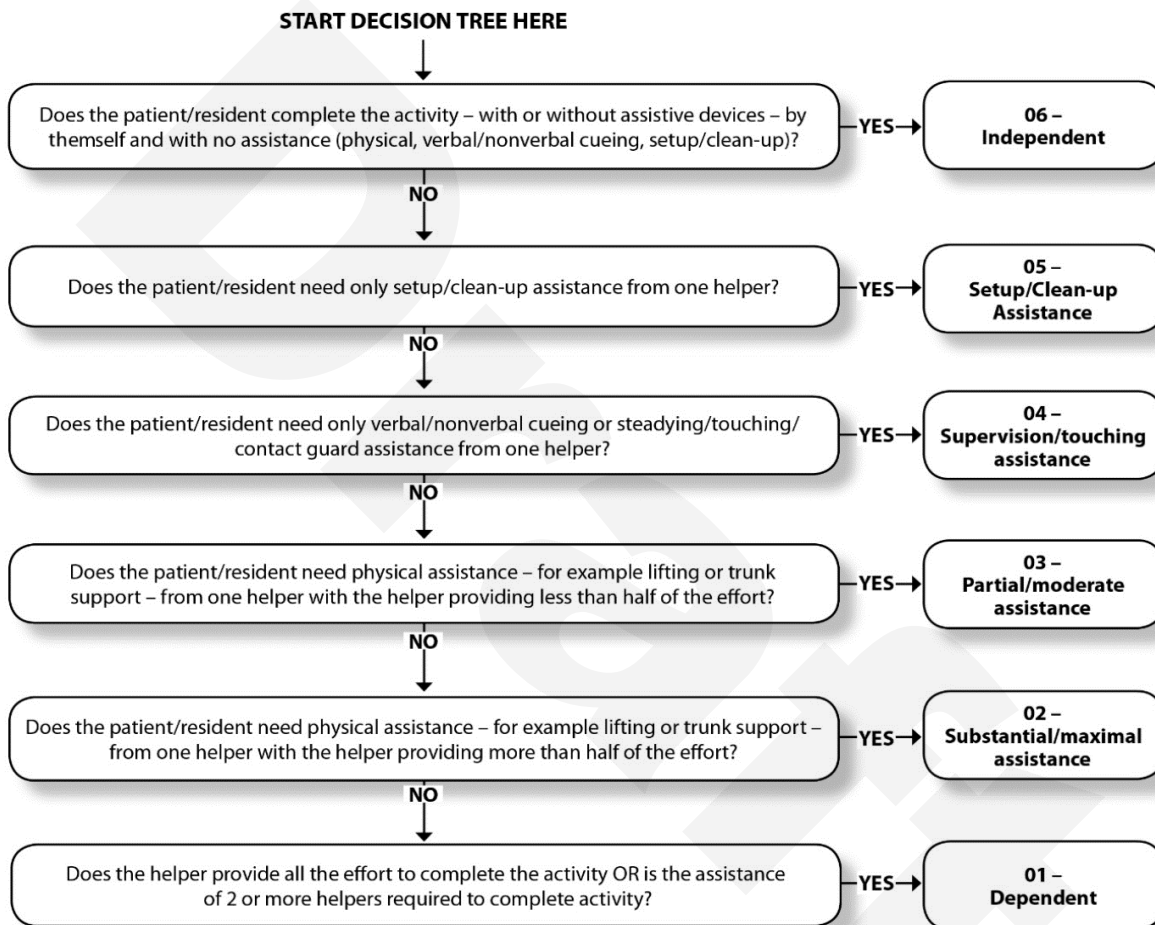 START DECISION TREE HERE
Does the patient/resident complete the activity – with or without assistive devices – by
themself and with no assistance (physical, verbal/nonverbal cueing, setup/clean-up)?
YES
06 –
Independent
NO
Does the patient/resident need only setup/clean-up assistance from one helper?
YES
05 –
Setup/Clean-up
Assistance
NO
Does the patient/resident need only verbal/nonverbal cueing or steadying/touching/
contact guard assistance from one helper?
YES
04 –
Supervision/touching
assistance
NO
Does the patient/resident need physical assistance – for example lifting or trunk
support – from one helper with the helper providing less than half of the effort?
YES
03 –
Partial/moderate
assistance
NO
Does the patient/resident need physical assistance – for example lifting or trunk support –
from one helper with the helper providing more than half of the effort?
YES
02 –
Substantial/maximal
assistance
NO
Does the helper provide all the effort to complete the activity OR is the assistance
of 2 or more helpers required to complete activity?
YES
01 –
Dependent
Draft